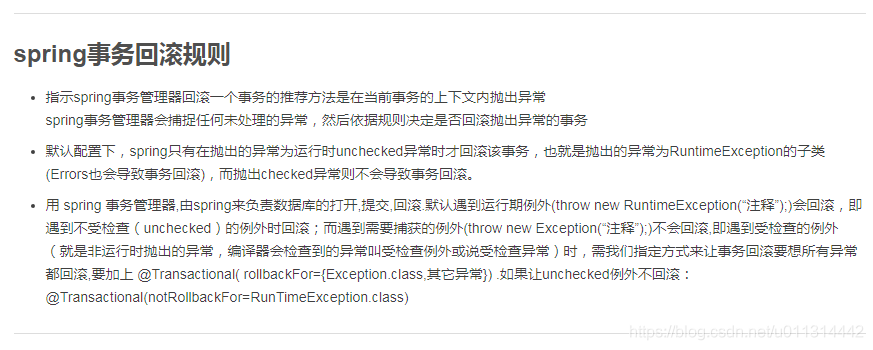 spring事务回滚规则
指示spring事务管理器回滚一个事务的推荐方法是在当前事务的上下文内抛出异常
spring事务管理器会捕捉任何未处理的异常，然后依据规则决定是否回滚抛出异常的事务
默认配置下，spring只有在抛出的异常为运行时unchecked异常时才回滚该事务，也就是抛出的异常为RuntimeException的子类
(Errors也会导致事务回滚)，而抛出checked异常则不会导致事务回滚。
用 spring 事务管理器,由spring来负责数据库的打开,提交,回滚.默认遇到运行期例外(throw new RuntimeException(“注释”);)会回滚，即
遇到不受检查（unchecked）的例外时回滚；而遇到需要捕获的例外(throw new Exception(“注释”);)不会回滚,即遇到受检查的例外
（就是非运行时抛出的异常，编译器会检查到的异常叫受检查例外或说受检查异常）时，需我们指定方式来让事务回滚要想所有异常
都回滚,要加上 @Transactional( rollbackFor={Exception.class,其它异常}) .如果让unchecked例外不回滚：
@Transactional(notRollbackFor=RunTimeException.class)
https://blog.csdn.net/u011314442